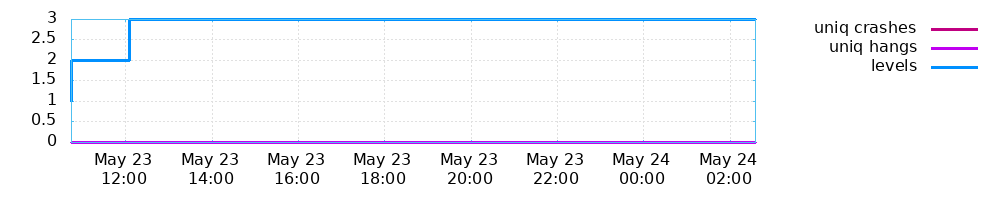 3
2.5
2
1.5
1
0.5
0
May 23 May 23 May 23 May 23 May 23 May 23 May 24 May 24
12:00 14:00 16:00 18:00 20:00 22:00 00:00 02:00
uniq crashes
uniq hangs
levels